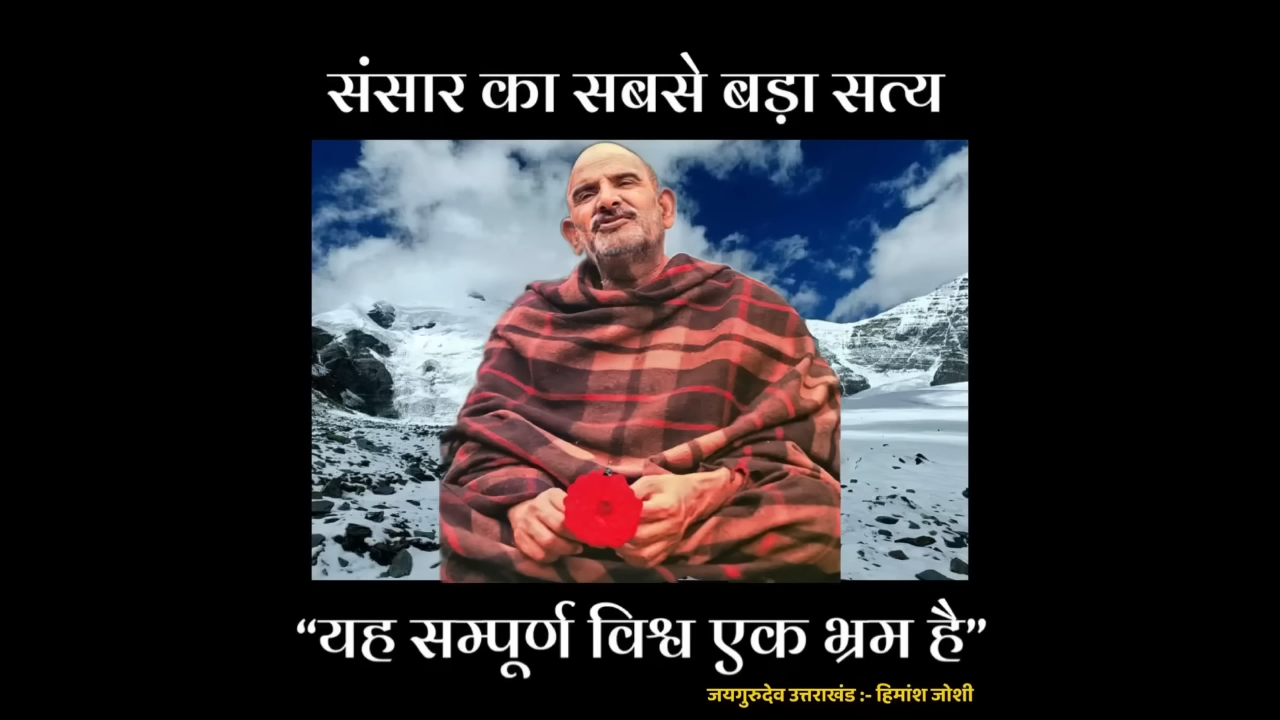 संसार का सबसे बड़ा सत्य
“यह सम्पूर्ण विश्व एक भ्रम है”
जयगुरुदेव उत्तराखंड :- हिमांश जोशी